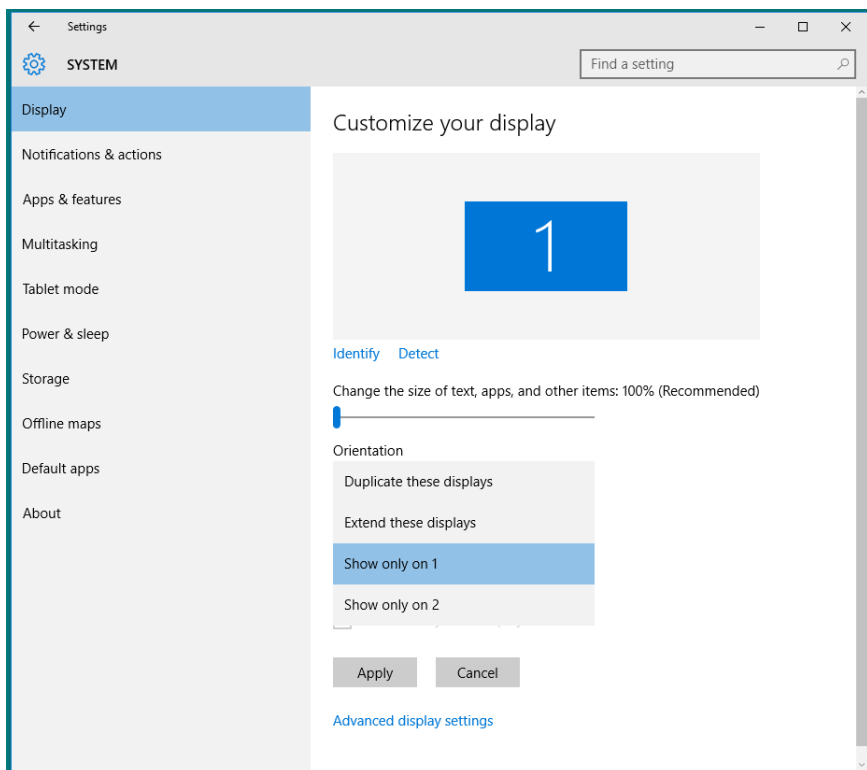 Settings
SYSTEM
Find a setting
Display
Notifications & actions
Apps & features
Multitasking
Tablet mode
Power & sleep
Storage
Offline maps
Default apps
About
Customize your display
1
Identify Detect
Change the size of text, apps, and other items: 100% (Recommended)
Orientation
Duplicate these displays
Extend these displays
Show only on 1
Show only on 2
Apply Cancel
Advanced display settings